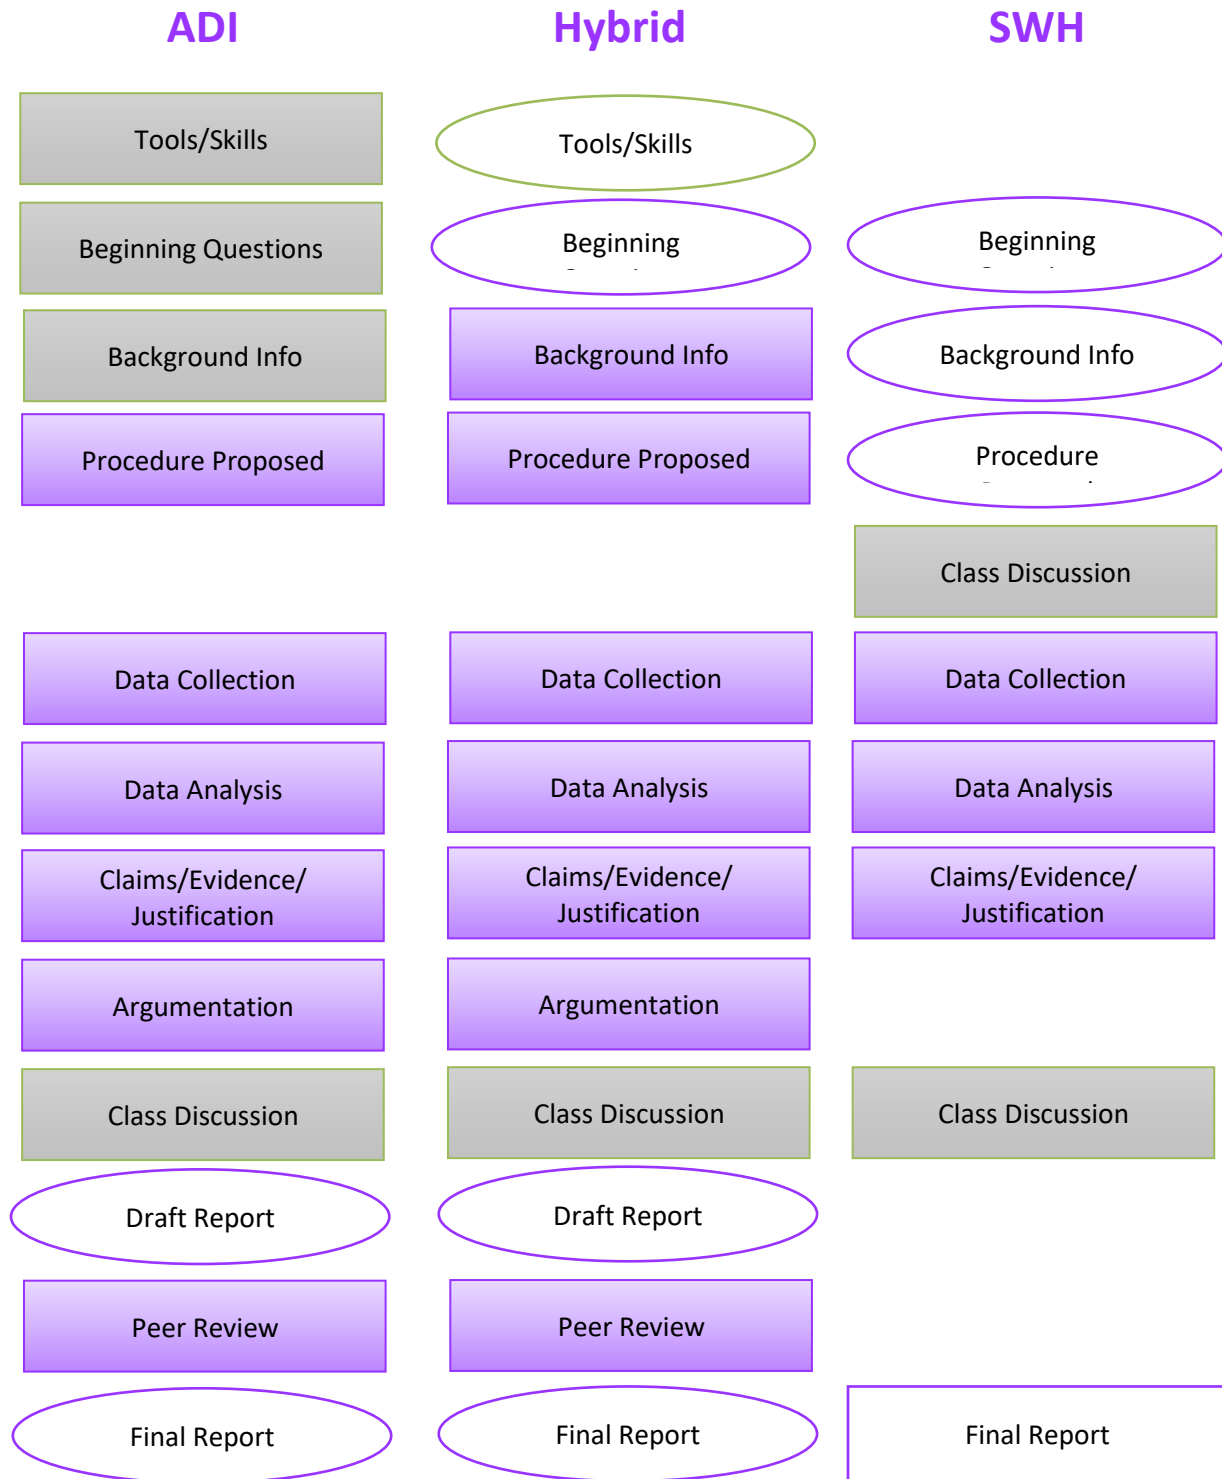 ADI
Hybrid
SWH
Tools/Skills
Tools/Skills
Beginning Questions
Beginning
Beginning
Background Info
Background Info
Background Info
Procedure Proposed
Procedure Proposed
Procedure
Class Discussion
Data Collection
Data Collection
Data Collection
Data Analysis
Data Analysis
Data Analysis
Claims/Evidence/
Justification
Claims/Evidence/
Justification
Claims/Evidence/
Justification
Argumentation
Argumentation
Class Discussion
Class Discussion
Class Discussion
Draft Report
Draft Report
Peer Review
Peer Review
Final Report
Final Report
Final Report